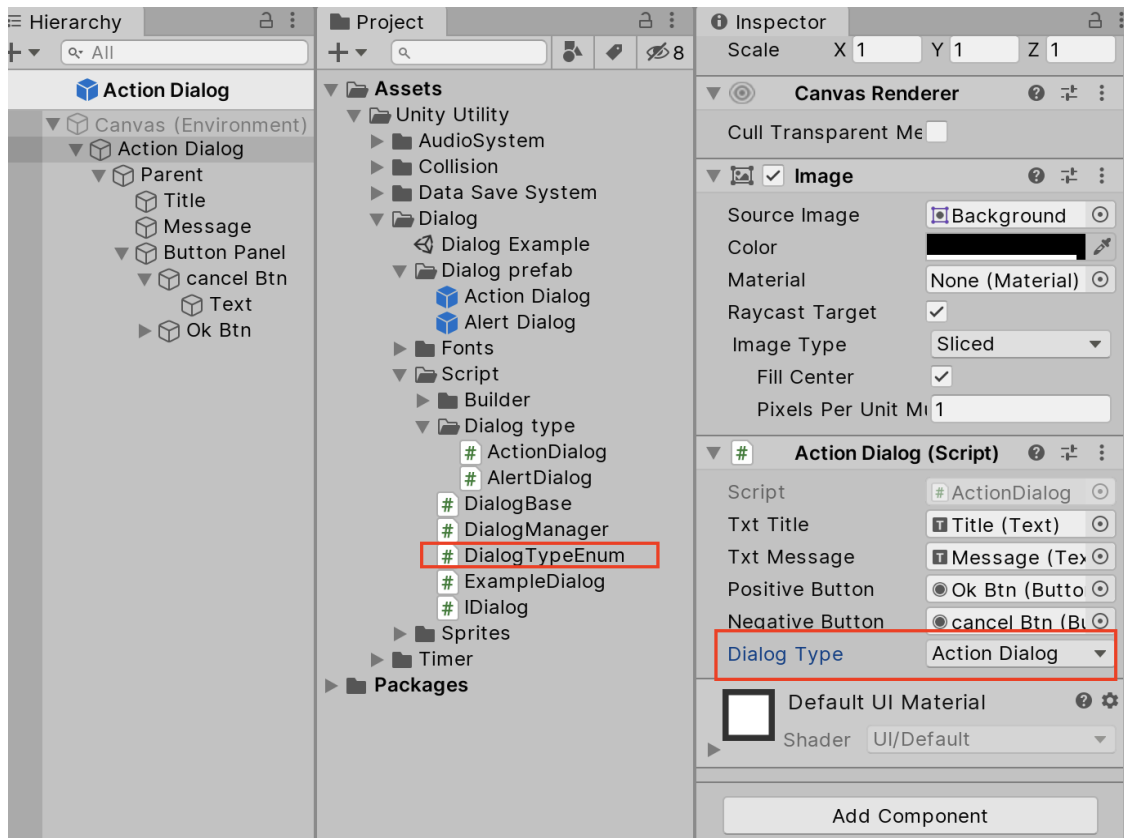 Hierarchy
All
Action Dialog
Canvas (Environment)
Action Dialog
Parent
Title
Message
Button Panel
cancel Btn
Text
Ok Btn
Project
8
Assets
Unity Utility
AudioSystem
Collision
Data Save System
Dialog
Dialog Example
Dialog prefab
Action Dialog
Alert Dialog
Fonts
Script
Builder
Dialog type
# ActionDialog
# AlertDialog
# DialogBase
# DialogManager
# DialogTypeEnum
# ExampleDialog
# IDialog
Sprites
Timer
Packages
Inspector
Scale X 1 Y 1 Z 1
Canvas Renderer
Cull Transparent Me
Image
Source Image Background
Color
Material None (Material)
Raycast Target
Image Type Sliced
Fill Center
Pixels Per Unit Mu 1
# Action Dialog (Script)
Script # ActionDialog
Txt Title T Title (Text)
Txt Message T Message (Tex
Positive Button Ok Btn (Butto
Negative Button cancel Btn (Bu
Dialog Type Action Dialog
Default UI Material
Shader UI/Default
Add Component